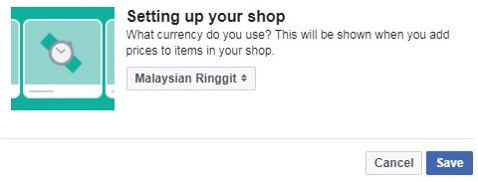 Setting up your shop
What currency do you use? This will be shown when you add
prices to items in your shop.
Malaysian Ringgit
Cancel Save